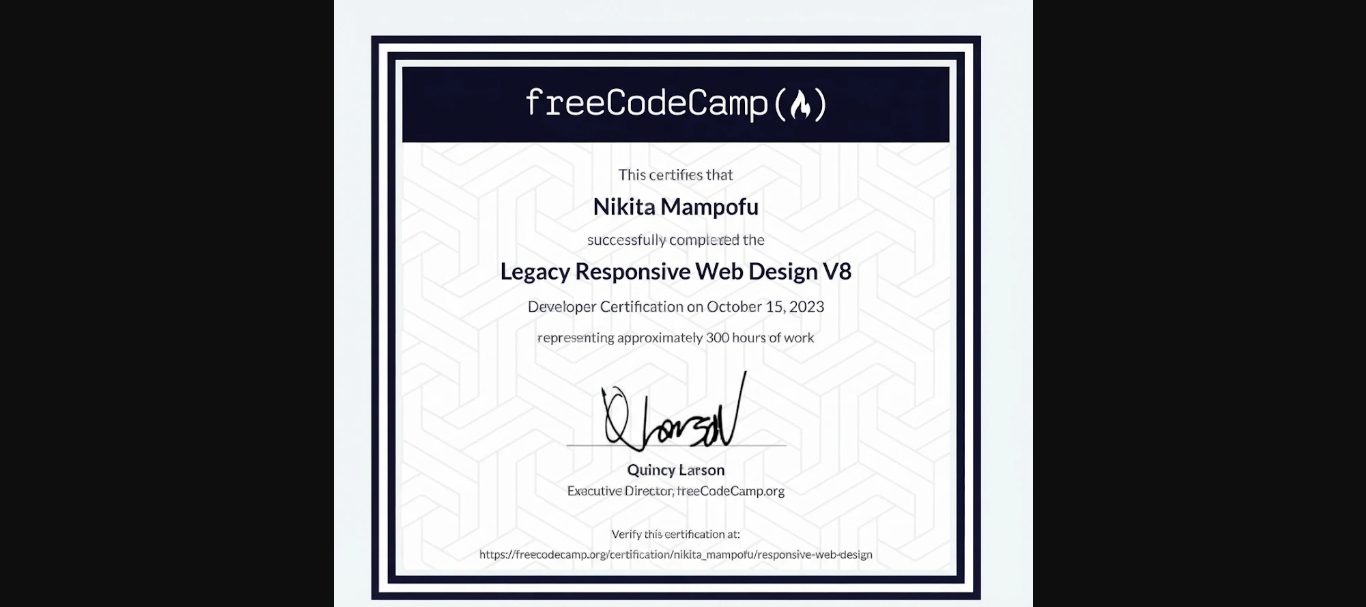 freeCodeCamp(🔥)
This certifies that
Nikita Mampofu
successfully completed the
Legacy Responsive Web Design V8
Developer Certification on October 15, 2023
representing approximately 300 hours of work
Q Larson
Quincy Larson
Executive Director, freeCodeCamp.org
Verify this certification at:
https://freecodecamp.org/certification/nikita_mampofu/responsive-web-design